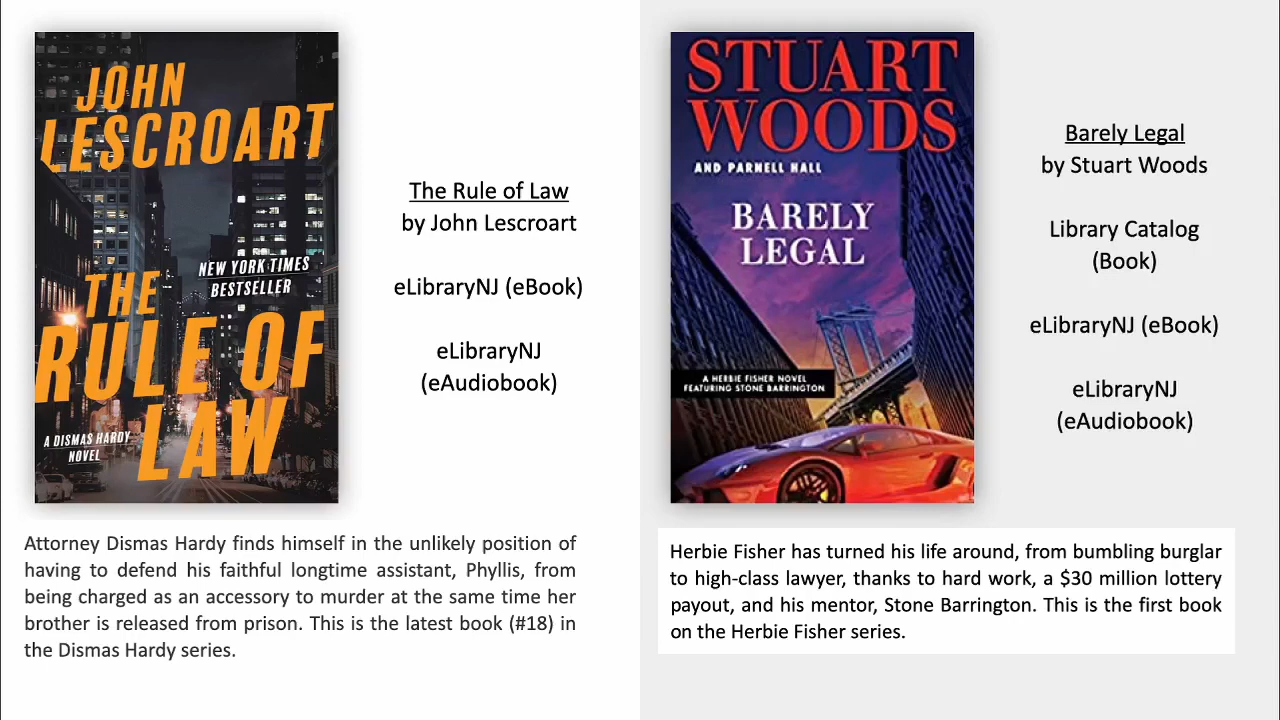 JOHN
LESCROART
NEW YORK TIMES
BESTSELLER
THE
RULE OF
LAW
A DISMAS HARDY
NOVEL
The Rule of Law
by John Lescroart
eLibraryNJ (eBook)
eLibraryNJ
(eAudiobook)
Attorney Dismas Hardy finds himself in the unlikely position of
having to defend his faithful longtime assistant, Phyllis, from
being charged as an accessory to murder at the same time her
brother is released from prison. This is the latest book (#18) in
the Dismas Hardy series.
STUART
WOODS
AND PARNELL HALL
BARELY
LEGAL
A HERBIE FISHER NOVEL
FEATURING STONE BARRINGTON
Barely Legal
by Stuart Woods
Library Catalog
(Book)
eLibraryNJ (eBook)
eLibraryNJ
(eAudiobook)
Herbie Fisher has turned his life around, from bumbling burglar
to high-class lawyer, thanks to hard work, a $30 million lottery
payout, and his mentor, Stone Barrington. This is the first book
on the Herbie Fisher series.